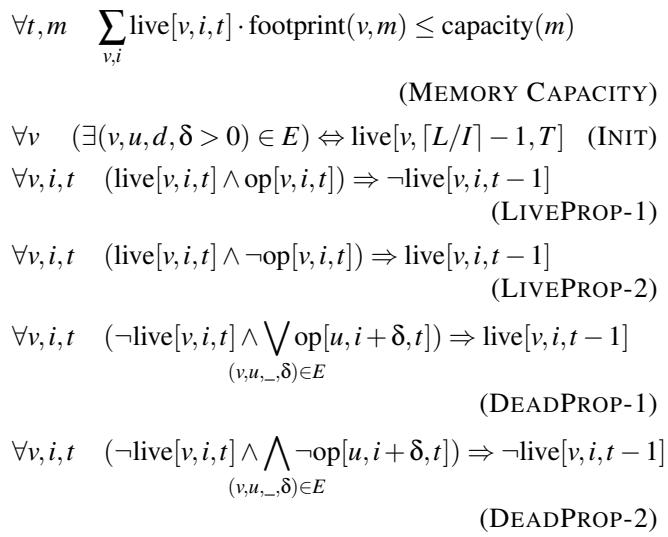 ∀t,m ∑ live[v,i,t]·footprint(v,m) ≤ capacity(m)
v,i
(MEMORY CAPACITY)
∀v (∃(v,u,d,δ > 0) ∈ E) ⇔ live[v,⌈L/I⌉−1,T] (INIT)
∀v,i,t (live[v,i,t] ∧ op[v,i,t]) ⇒ ¬live[v,i,t−1]
(LIVEPROP-1)
∀v,i,t (live[v,i,t] ∧ ¬op[v,i,t]) ⇒ live[v,i,t−1]
(LIVEPROP-2)
∀v,i,t (¬live[v,i,t] ∧ ⋁ op[u,i+δ,t]) ⇒ live[v,i,t−1]
(v,u,_,δ)∈E
(DEADPROP-1)
∀v,i,t (¬live[v,i,t] ∧ ⋀ ¬op[u,i+δ,t]) ⇒ ¬live[v,i,t−1]
(v,u,_,δ)∈E
(DEADPROP-2)